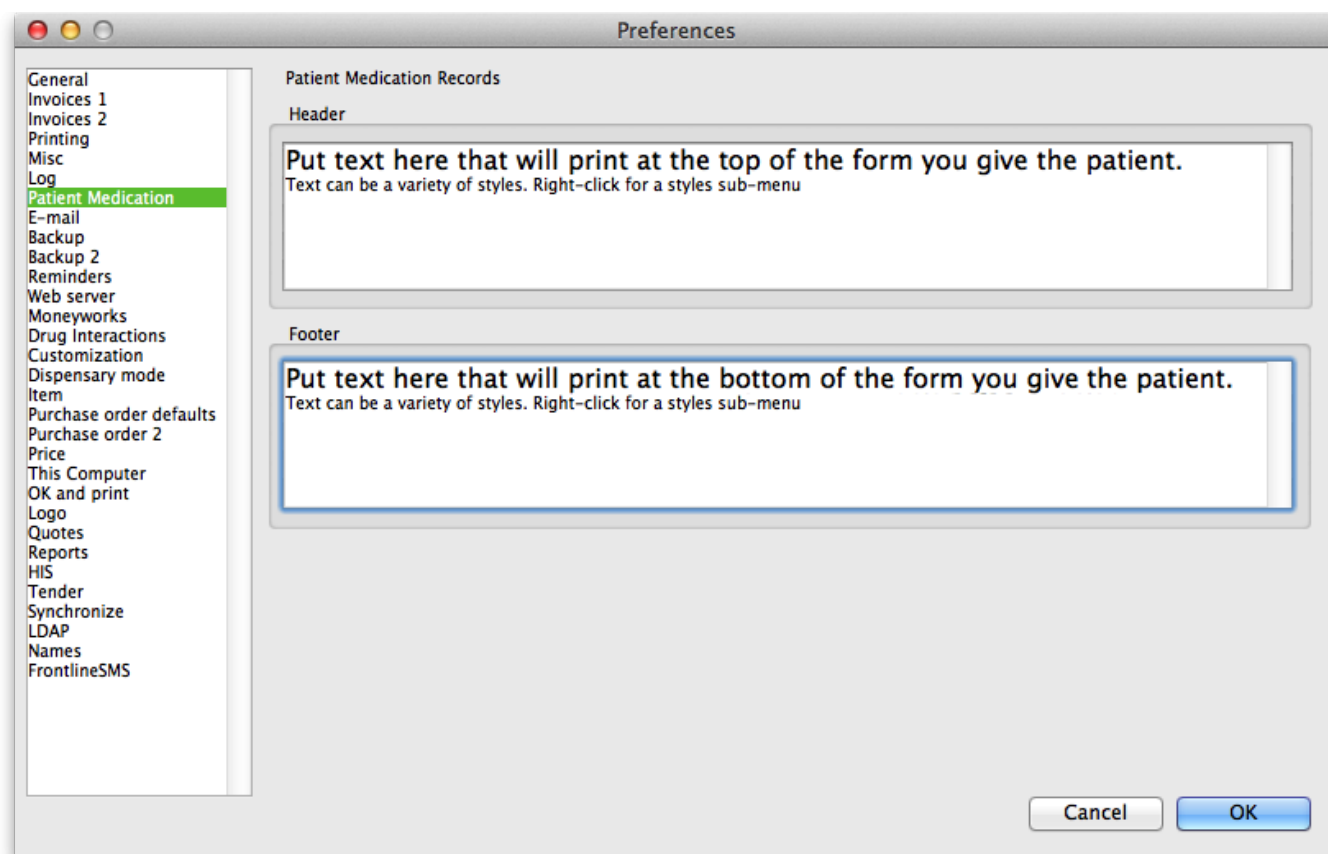 Preferences
General
Invoices 1
Invoices 2
Printing
Misc
Log
Patient Medication
E-mail
Backup
Backup 2
Reminders
Web server
Moneyworks
Drug Interactions
Customization
Dispensary mode
Item
Purchase order defaults
Purchase order 2
Price
This Computer
OK and print
Logo
Quotes
Reports
HIS
Tender
Synchronize
LDAP
Names
FrontlineSMS
Patient Medication Records
Header
Put text here that will print at the top of the form you give the patient.
Text can be a variety of styles. Right-click for a styles sub-menu
Footer
Put text here that will print at the bottom of the form you give the patient.
Text can be a variety of styles. Right-click for a styles sub-menu
Cancel
OK